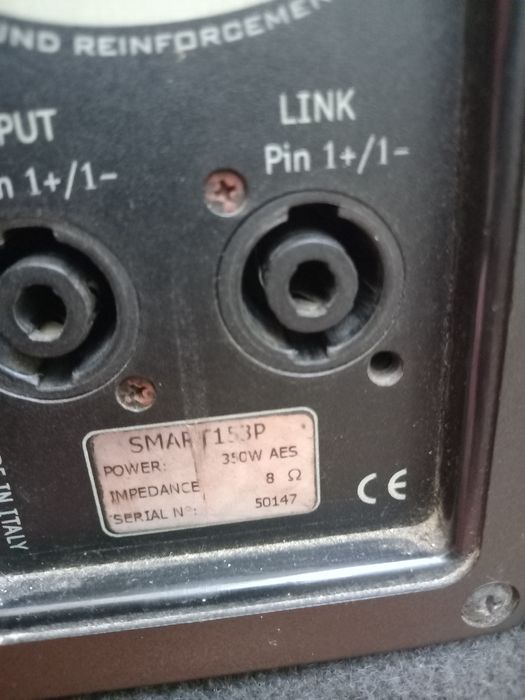 UND REINFORCEMEN
PUT
n 1+/1-
LINK
Pin 1+/1-
SMART153P
POWER: 350W AES
IMPEDANCE 8 Ω
SERIAL N°: 50147
CE
E IN ITALY